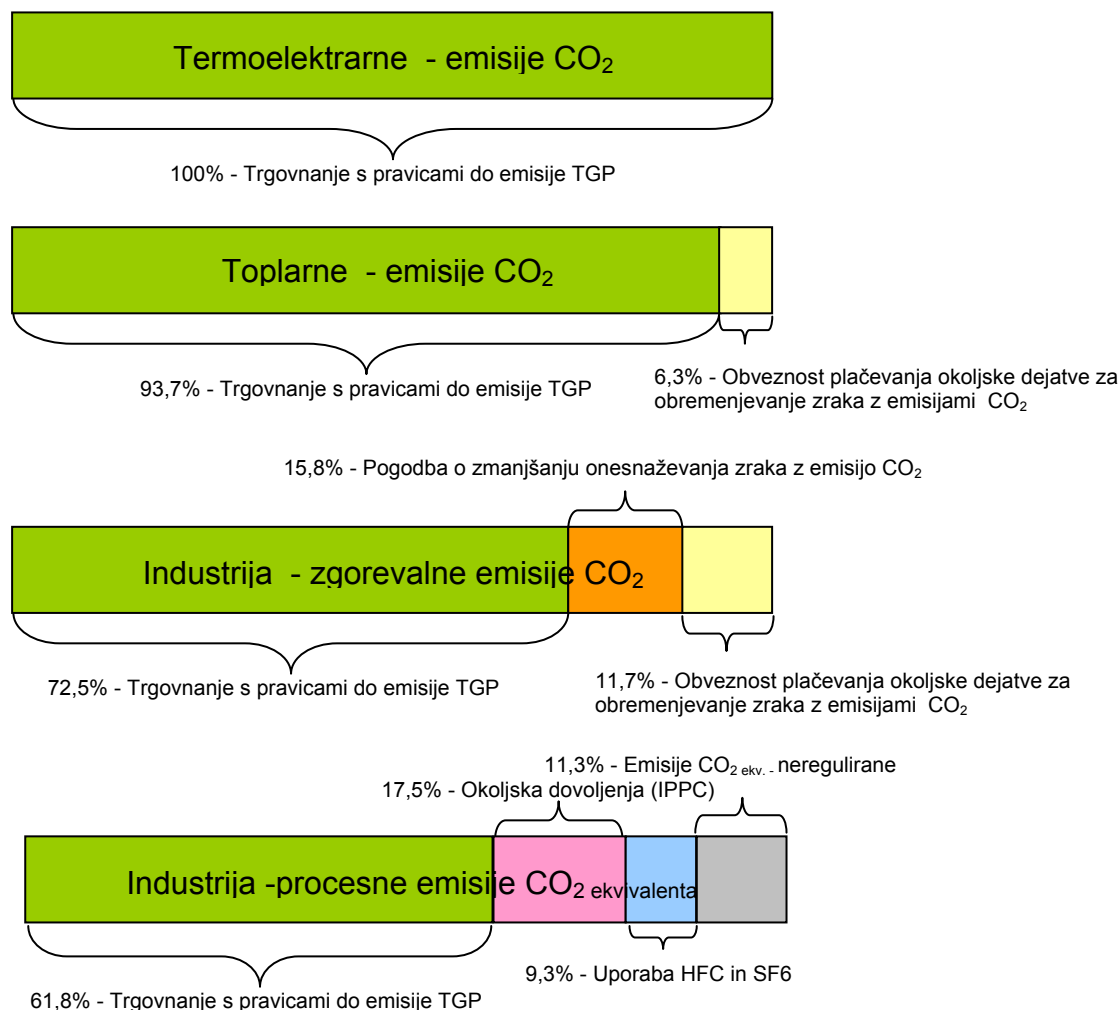 Termoelektrarne - emisije CO₂
100% - Trgovnanje s pravicami do emisije TGP
Toplarne - emisije CO₂
93,7% - Trgovnanje s pravicami do emisije TGP
6,3% - Obveznost plačevanja okoljske dejatve za
obremenjevanje zraka z emisijami CO₂
15,8% - Pogodba o zmanjšanju onesnaževanja zraka z emisijo CO₂
Industrija - zgorevalne emisije CO₂
72,5% - Trgovnanje s pravicami do emisije TGP
11,7% - Obveznost plačevanja okoljske dejatve za
obremenjevanje zraka z emisijami CO₂
11,3% - Emisije CO₂ ekv. - neregulirane
17,5% - Okoljska dovoljenja (IPPC)
Industrija -procesne emisije CO₂ ekvivalenta
9,3% - Uporaba HFC in SF6
61,8% - Trgovnanje s pravicami do emisije TGP